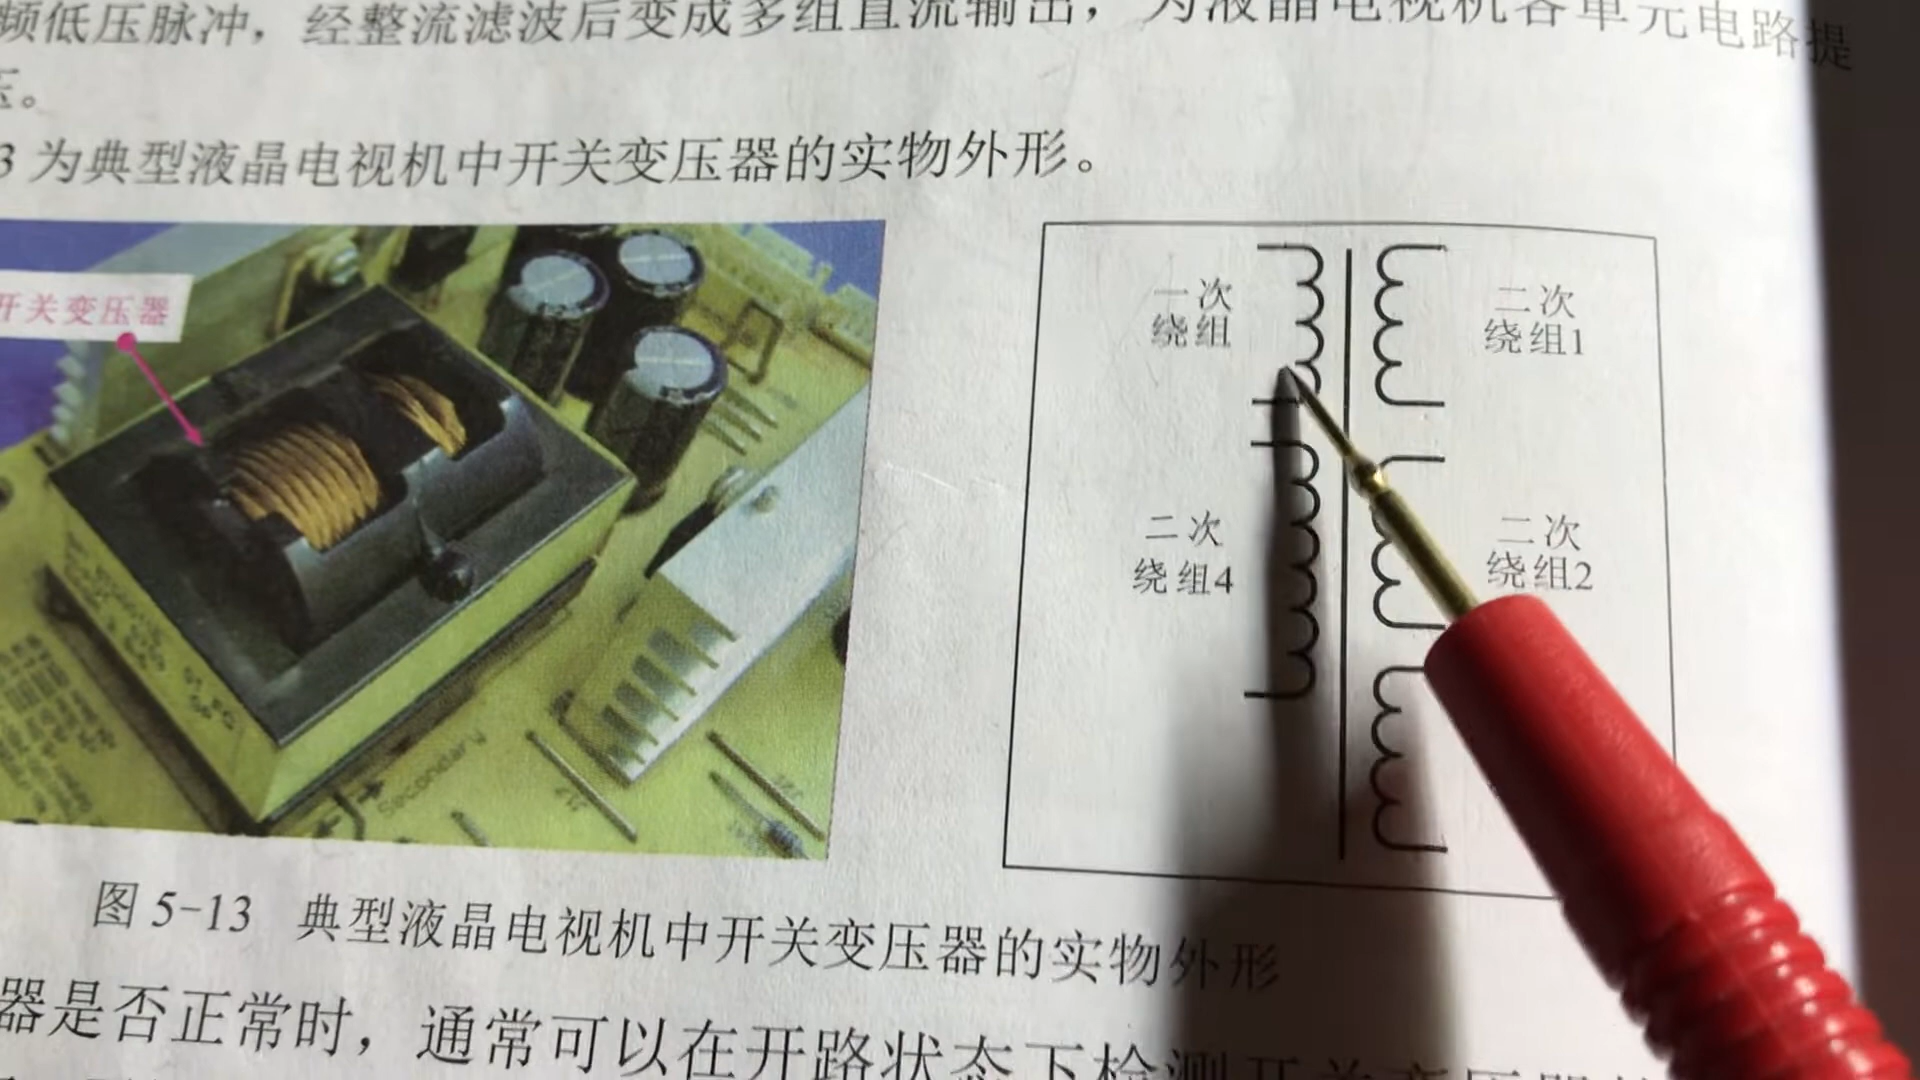 频低压脉冲，经整流滤波后变成多组直流输出，为液晶电视机各单元电路提
压。
3 为典型液晶电视机中开关变压器的实物外形。
开关变压器
Secondary
一次
绕组
二次
绕组1
二次
绕组4
二次
绕组2
图 5-13 典型液晶电视机中开关变压器的实物外形
器是否正常时，通常可以在开路状态下检测开关变压器